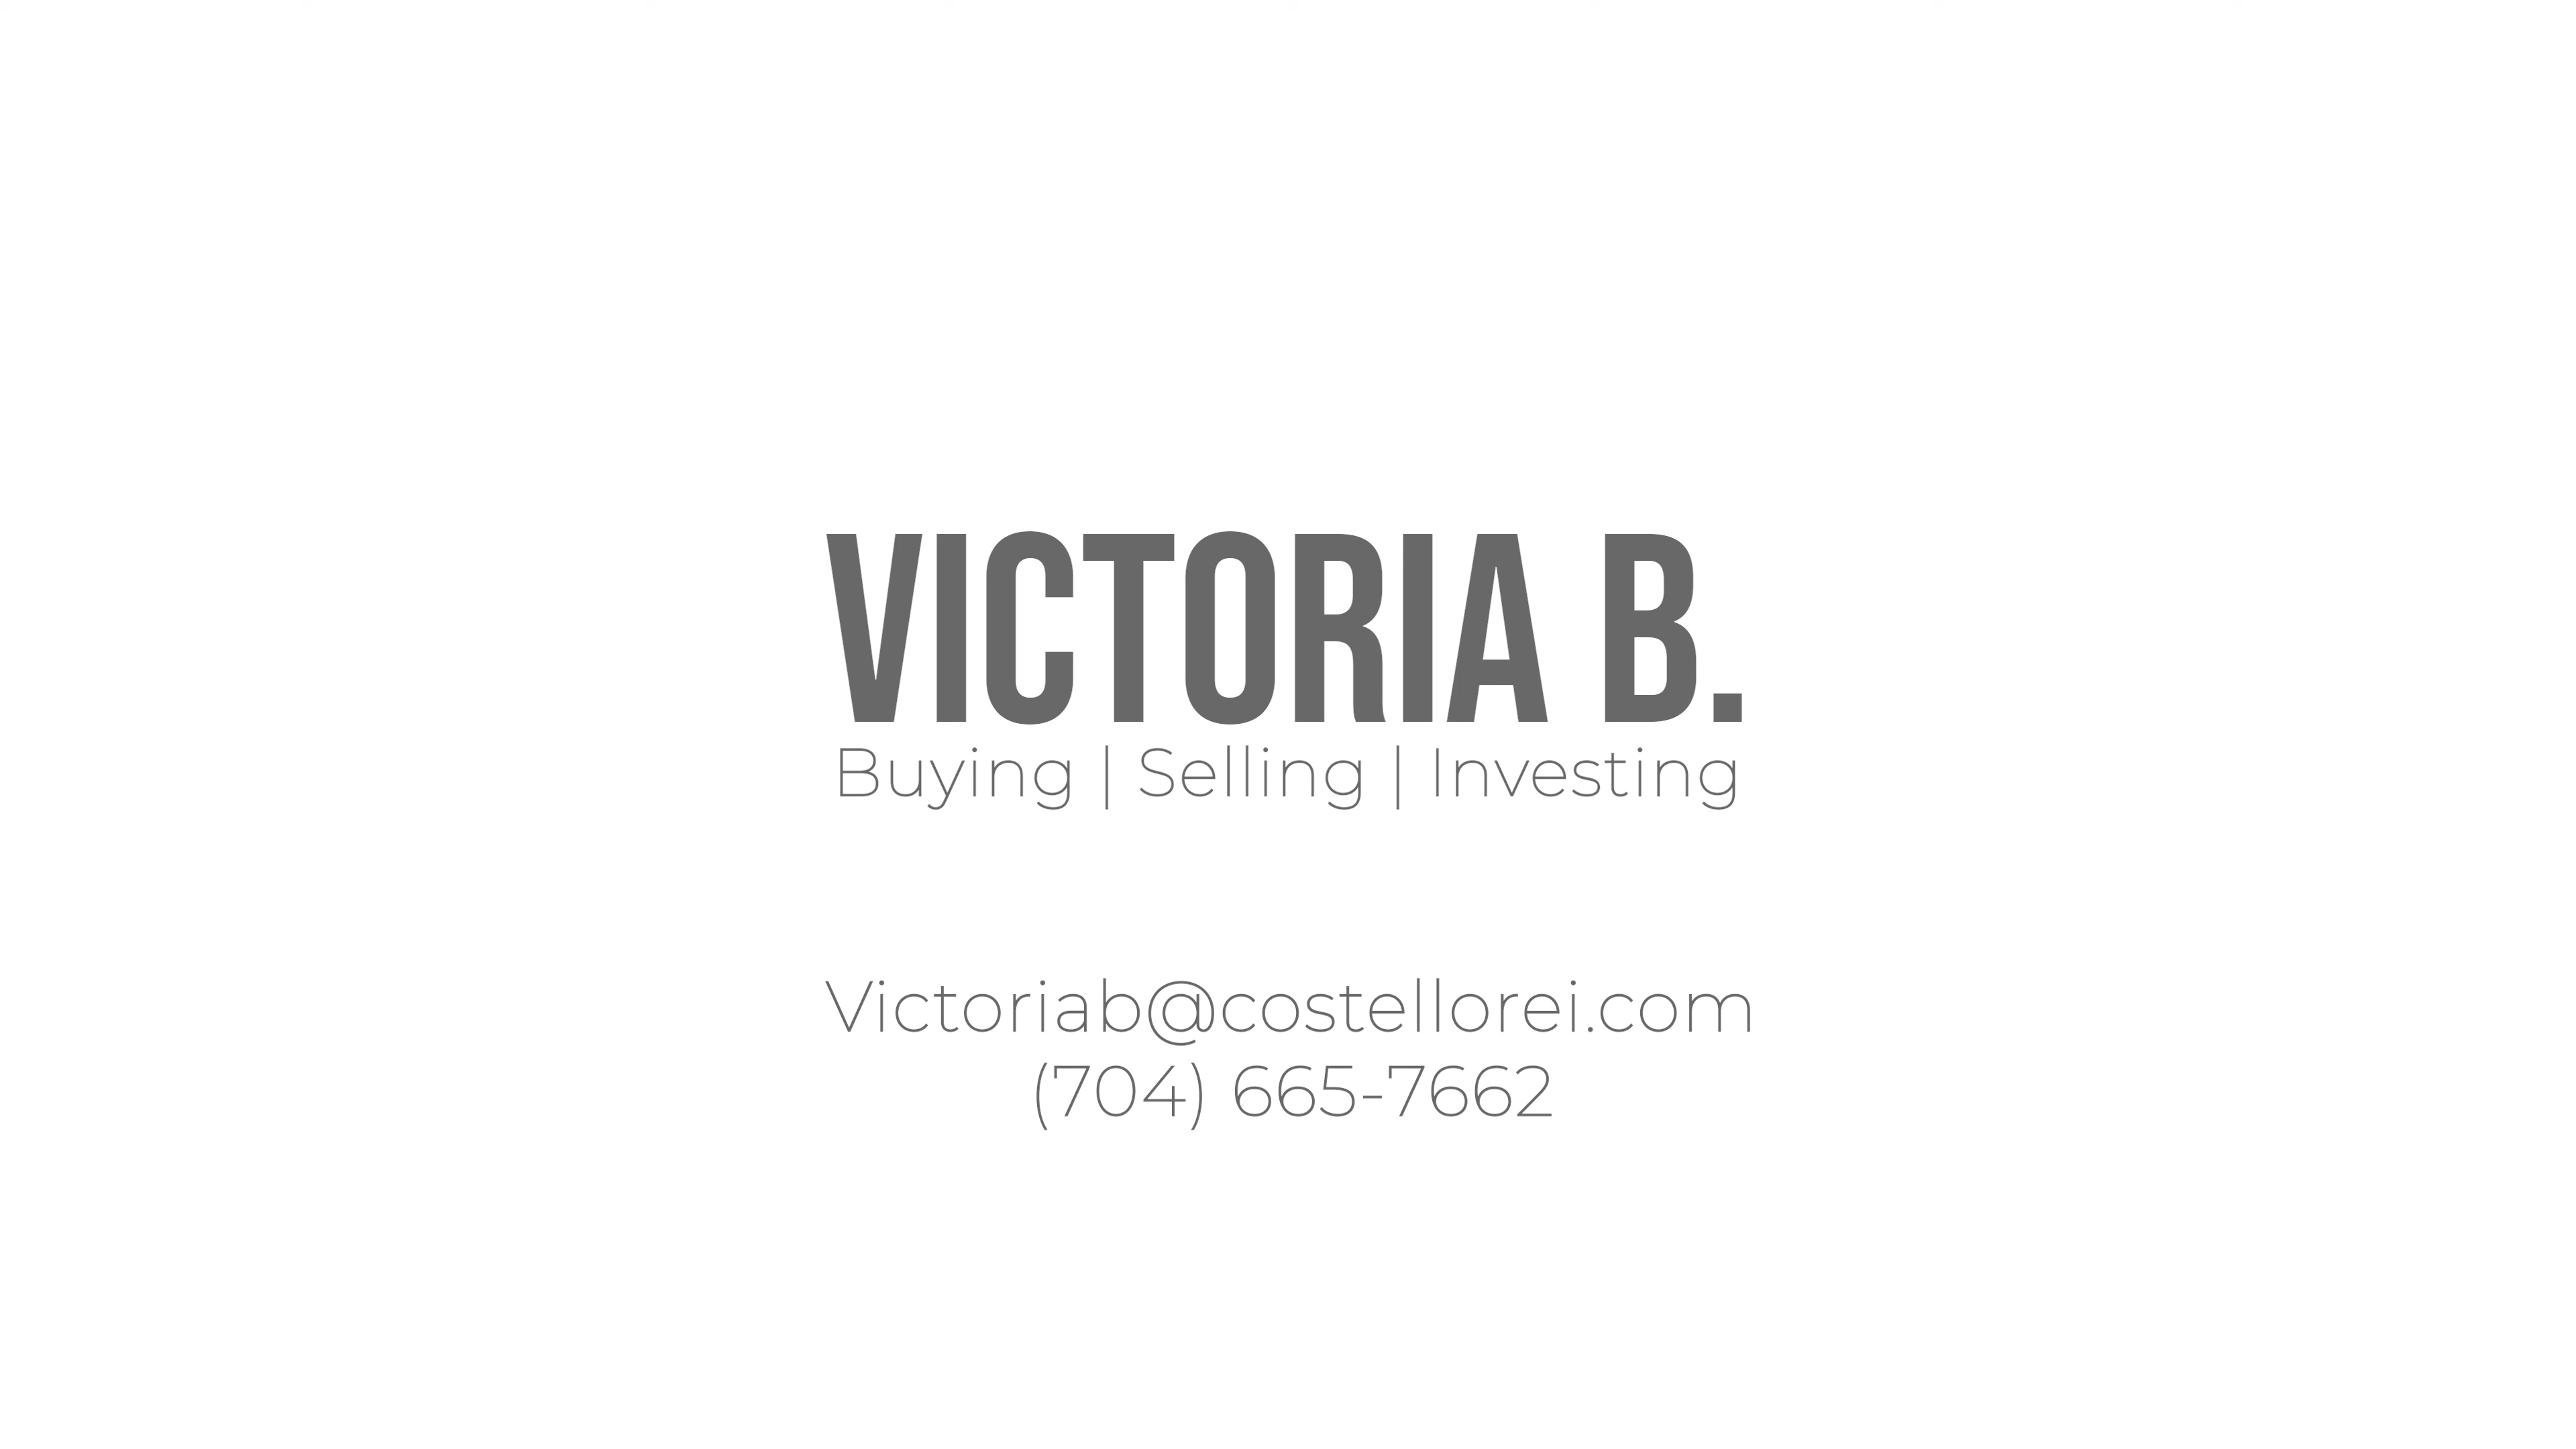 VICTORIA B.
Buying | Selling | Investing
Victoriab@costellorei.com
(704) 665-7662